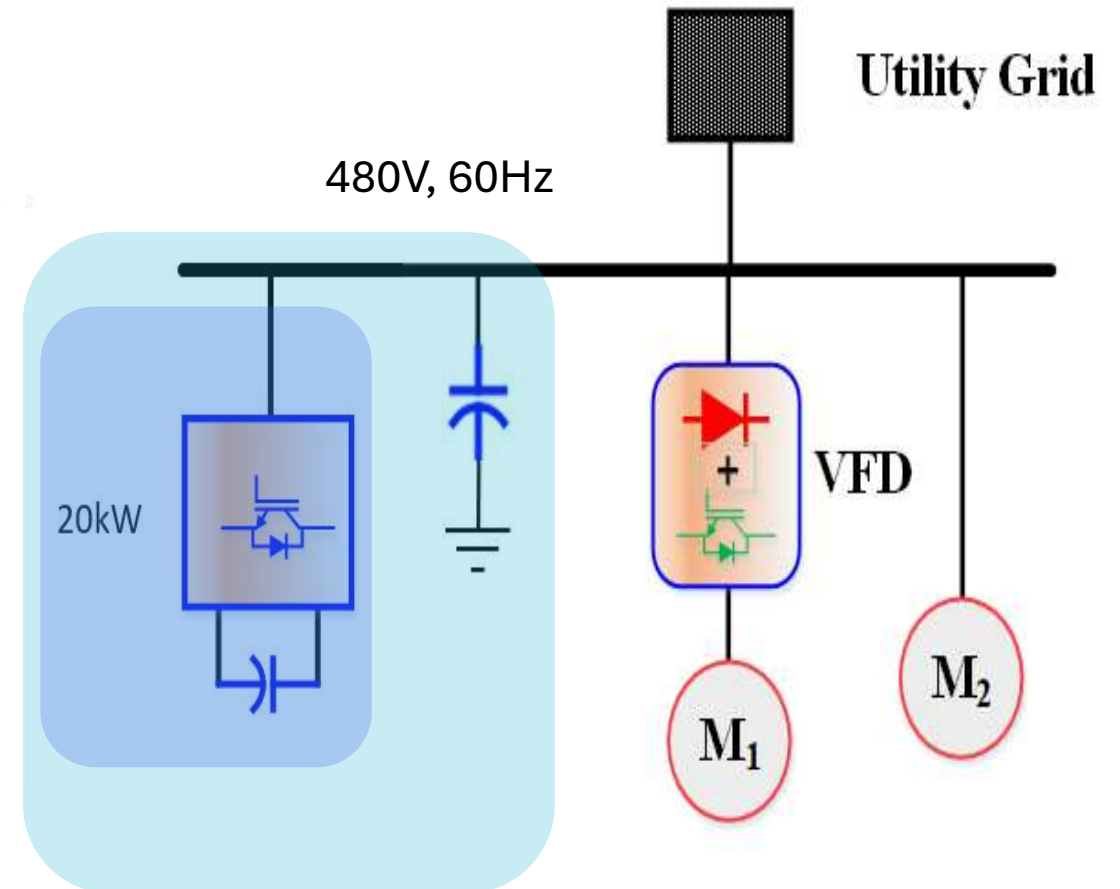 Utility Grid
480V, 60Hz
+
VFD
20kW
M₂
M₁